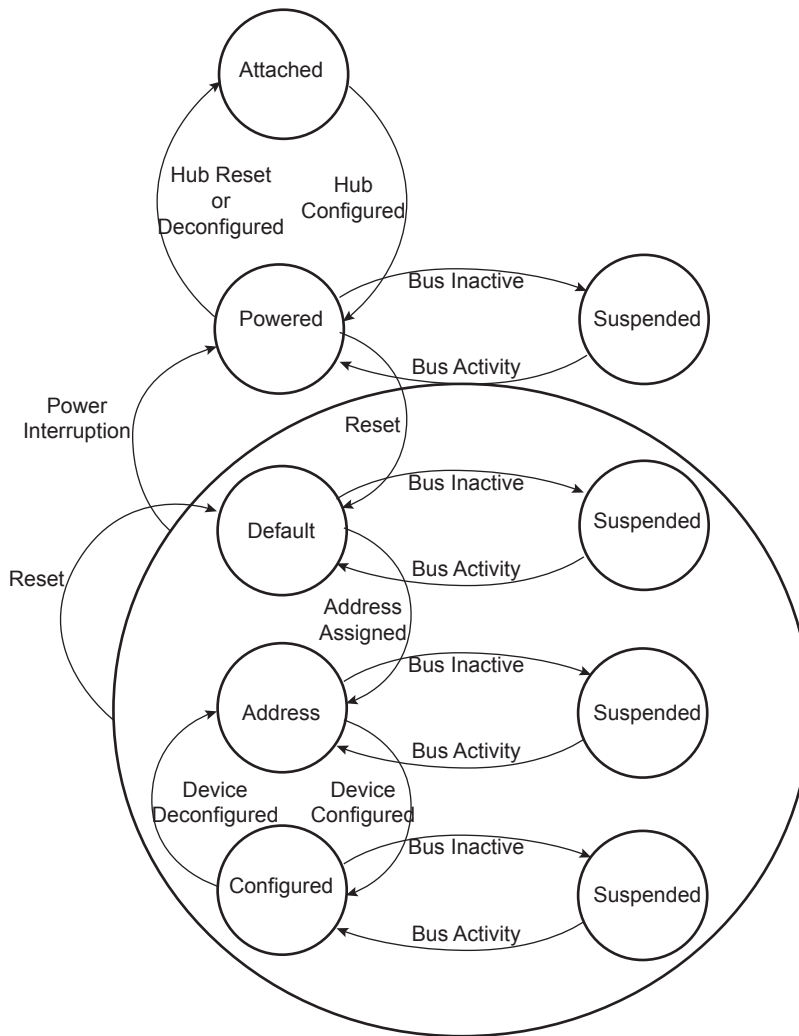 Attached
Hub Reset
or
Deconfigured
Hub
Configured
Powered
Bus Inactive
Suspended
Bus Activity
Power
Interruption
Reset
Default
Bus Inactive
Suspended
Bus Activity
Reset
Address
Assigned
Address
Bus Inactive
Suspended
Bus Activity
Device
Deconfigured
Device
Configured
Configured
Bus Inactive
Suspended
Bus Activity